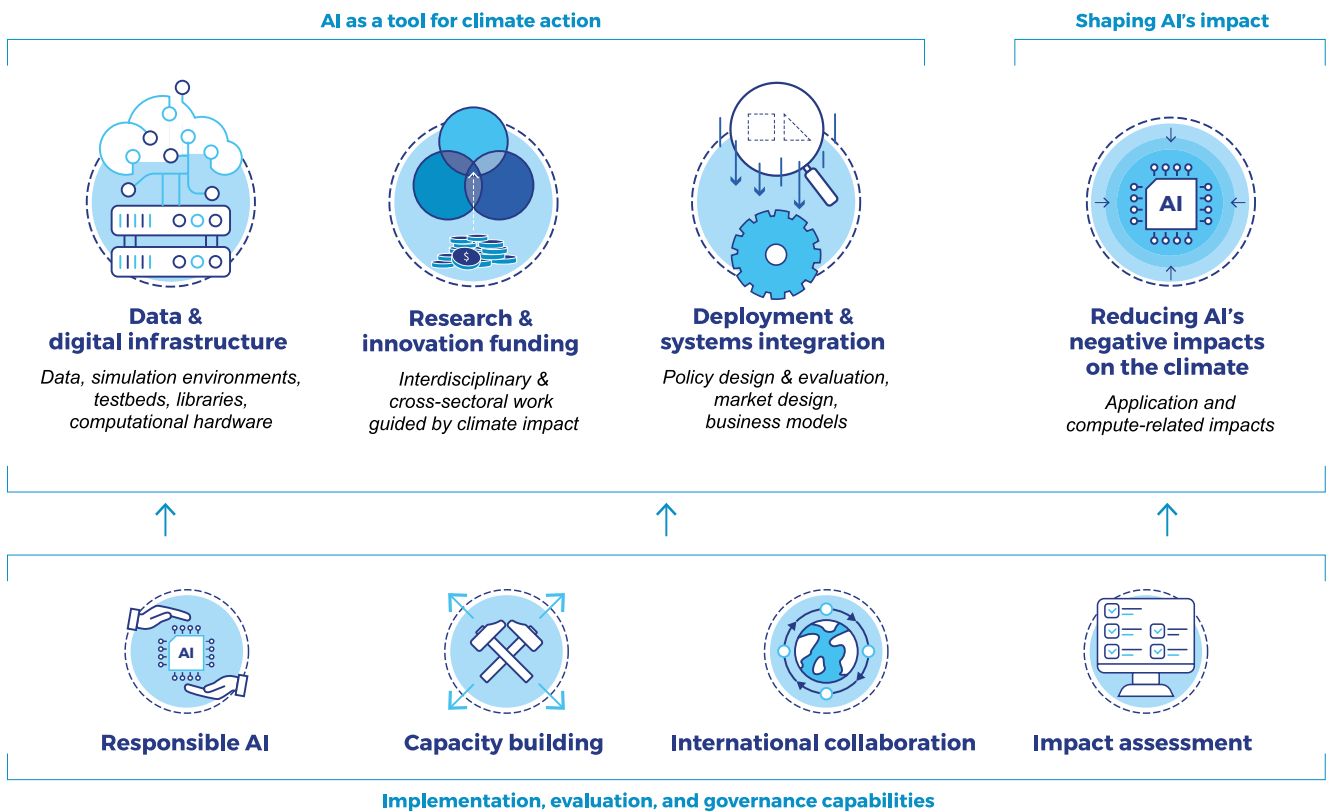 AI as a tool for climate action
Shaping AI's impact
Data &
digital infrastructure
Data, simulation environments,
testbeds, libraries,
computational hardware
$
Research &
innovation funding
Interdisciplinary &
cross-sectoral work
guided by climate impact
Deployment &
systems integration
Policy design & evaluation,
market design,
business models
AI
Reducing AI's
negative impacts
on the climate
Application and
compute-related impacts
AI
Responsible AI
Capacity building
International collaboration
Impact assessment
Implementation, evaluation, and governance capabilities